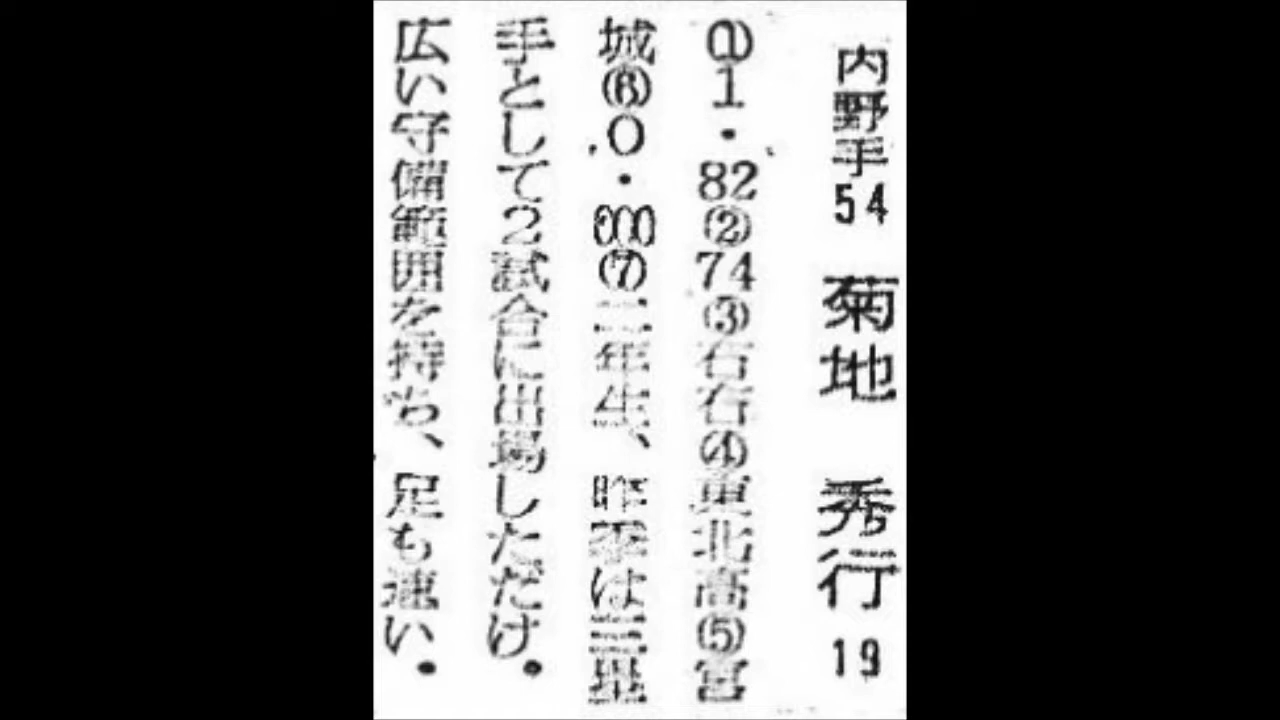 内野手54 菊地 秀行19
①1・82②74③右右④東北高⑤宮
城⑥0・000⑦二年生、昨季は三塁
手として2試合に出場しただけ。
広い守備範囲を持ち、足も速い。